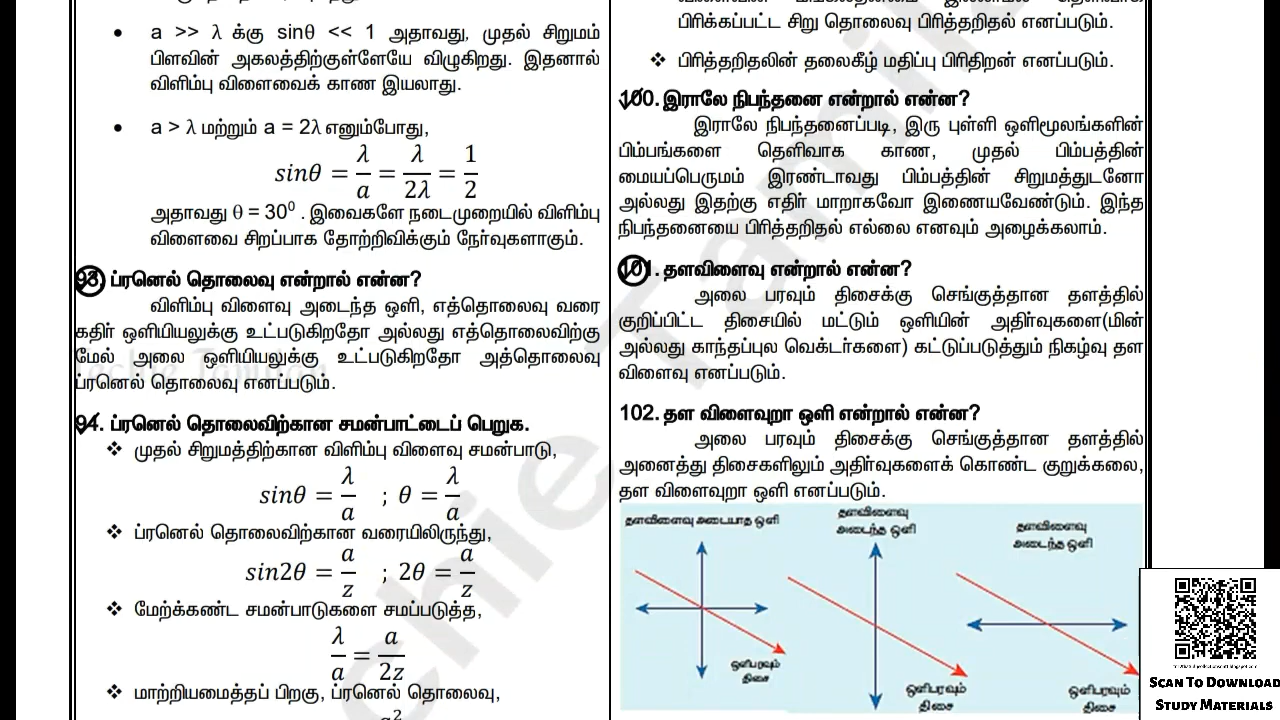 • a >> λ க்கு sinθ << 1 அதாவது, முதல் சிறுமம்
பிளவின் அகலத்திற்குள்ளேயே விழுகிறது. இதனால்
விளிம்பு விளைவைக் காண இயலாது.
• a > λ மற்றும் a = 2λ எனும்போது,
sinθ = λ/a = λ/2λ = 1/2
அதாவது θ = 30⁰ . இவைகளே நடைமுறையில் விளிம்பு
விளைவை சிறப்பாக தோற்றிவிக்கும் நேர்வுகளாகும்.
93. ப்ரனெல் தொலைவு என்றால் என்ன?
விளிம்பு விளைவு அடைந்த ஒளி, எத்தொலைவு வரை
கதிர் ஒளியியலுக்கு உட்படுகிறதோ அல்லது எத்தொலைவிற்கு
மேல் அலை ஒளியியலுக்கு உட்படுகிறதோ அத்தொலைவு
ப்ரனெல் தொலைவு எனப்படும்.
94. ப்ரனெல் தொலைவிற்கான சமன்பாட்டைப் பெறுக.
❖ முதல் சிறுமத்திற்கான விளிம்பு விளைவு சமன்பாடு,
sinθ = λ/a ; θ = λ/a
❖ ப்ரனெல் தொலைவிற்கான வரையிலிருந்து,
sin2θ = a/z ; 2θ = a/z
❖ மேற்க்கண்ட சமன்பாடுகளை சமப்படுத்த,
λ/a = a/2z
❖ மாற்றியமைத்தப் பிறகு, ப்ரனெல் தொலைவு,
a²
பிரிக்கப்பட்ட சிறு தொலைவு பிரித்தறிதல் எனப்படும்.
❖ பிரித்தறிதலின் தலைகீழ் மதிப்பு பிரிதிறன் எனப்படும்.
100. இராலே நிபந்தனை என்றால் என்ன?
இராலே நிபந்தனைப்படி, இரு புள்ளி ஒளிமூலங்களின்
பிம்பங்களை தெளிவாக காண, முதல் பிம்பத்தின்
மையப்பெருமம் இரண்டாவது பிம்பத்தின் சிறுமத்துடனோ
அல்லது இதற்கு எதிர் மாறாகவோ இணையவேண்டும். இந்த
நிபந்தனையை பிரித்தறிதல் எல்லை எனவும் அழைக்கலாம்.
101. தளவிளைவு என்றால் என்ன?
அலை பரவும் திசைக்கு செங்குத்தான தளத்தில்
குறிப்பிட்ட திசையில் மட்டும் ஒளியின் அதிர்வுகளை(மின்
அல்லது காந்தப்புல வெக்டர்களை) கட்டுப்படுத்தும் நிகழ்வு தள
விளைவு எனப்படும்.
102. தள விளைவுறா ஒளி என்றால் என்ன?
அலை பரவும் திசைக்கு செங்குத்தான தளத்தில்
அனைத்து திசைகளிலும் அதிர்வுகளைக் கொண்ட குறுக்கலை,
தள விளைவுறா ஒளி எனப்படும்.
தளவிளைவு அடையாத ஒளி
தளவிளைவு
அடைந்த ஒளி
தளவிளைவு
அடைந்த ஒளி
ஒளிபரவும்
திசை
ஒளிபரவும்
திசை
ஒளிபரவும்
திசை
SCAN TO DOWNLOAD
STUDY MATERIALS